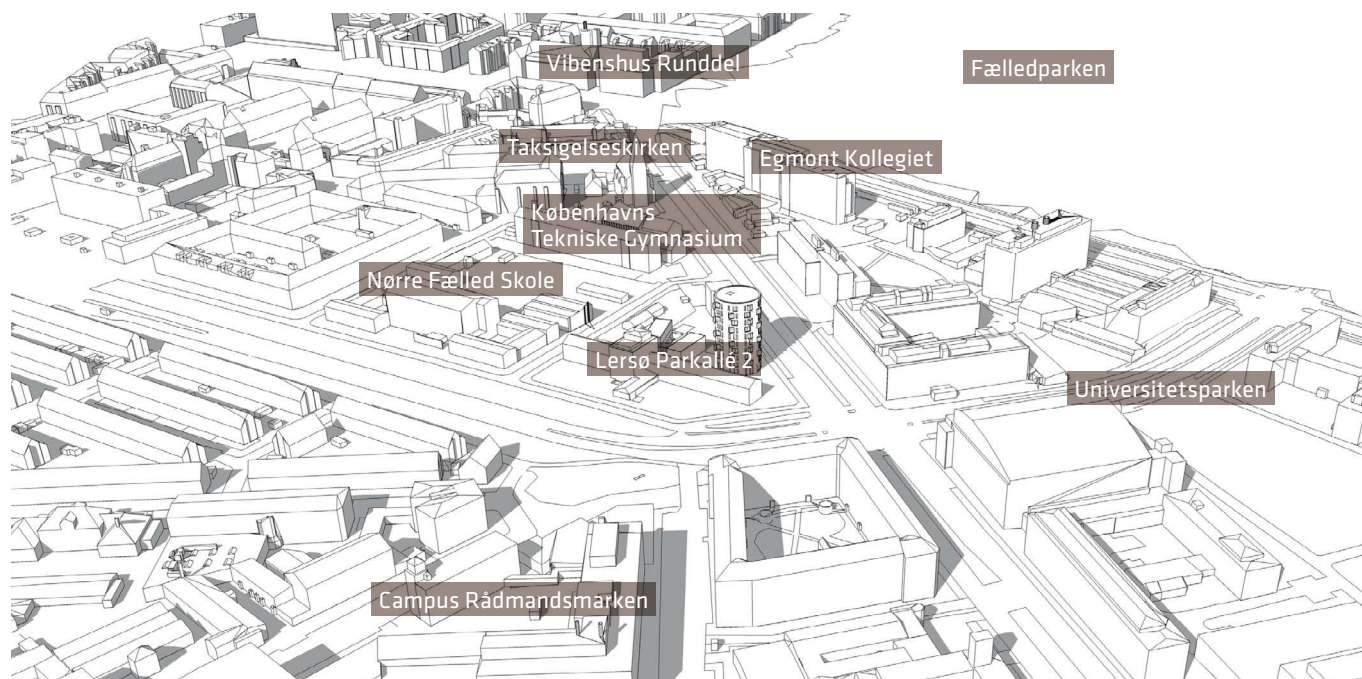 Vibenshus Runddel
Fælledparken
Taksigelseskirken
Egmont Kollegiet
Københavns
Tekniske Gymnasium
Nørre Fælled Skole
Lersø Parkallé 2
Universitetsparken
Campus Rådmandsmarken